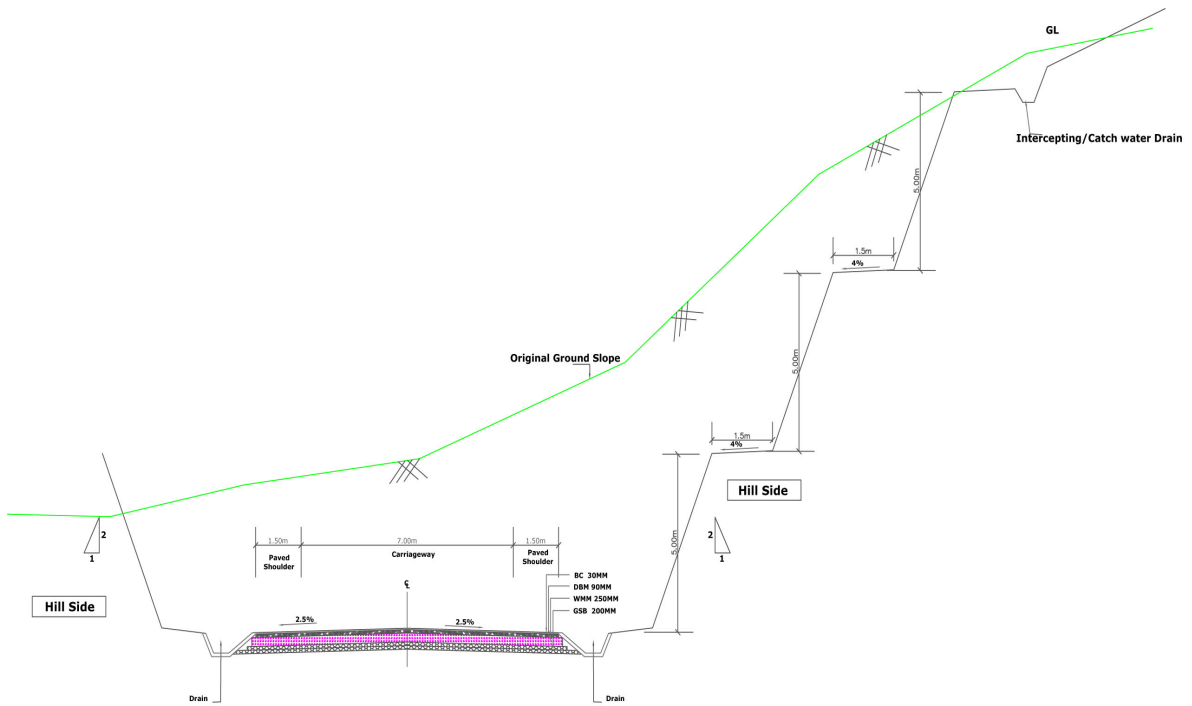 GL
Intercepting/Catch water Drain
5.00m
1.5m
4%
5.00m
Original Ground Slope
1.5m
4%
Hill Side
2
1
5.00m
2
1
1.50m
7.00m
1.50m
Paved
Shoulder
Carriageway
Paved
Shoulder
BC 30MM
DBM 90MM
WMM 250MM
GSB 200MM
℄
Hill Side
2.5%
2.5%
Drain
Drain